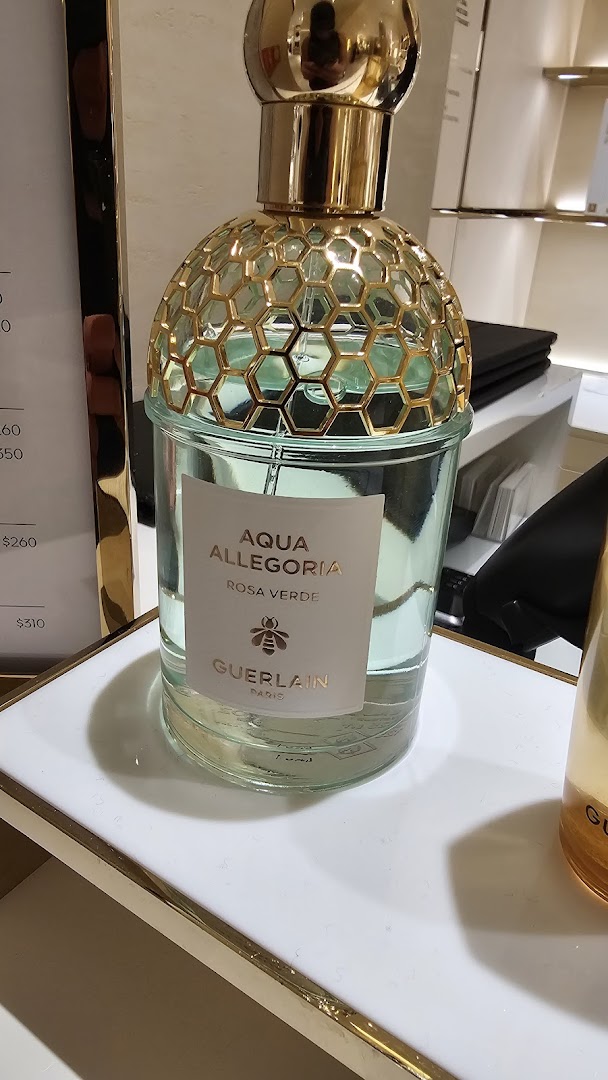 AQUA
ALLEGORIA
ROSA VERDE
GUERLAIN
PARIS
$260
$310